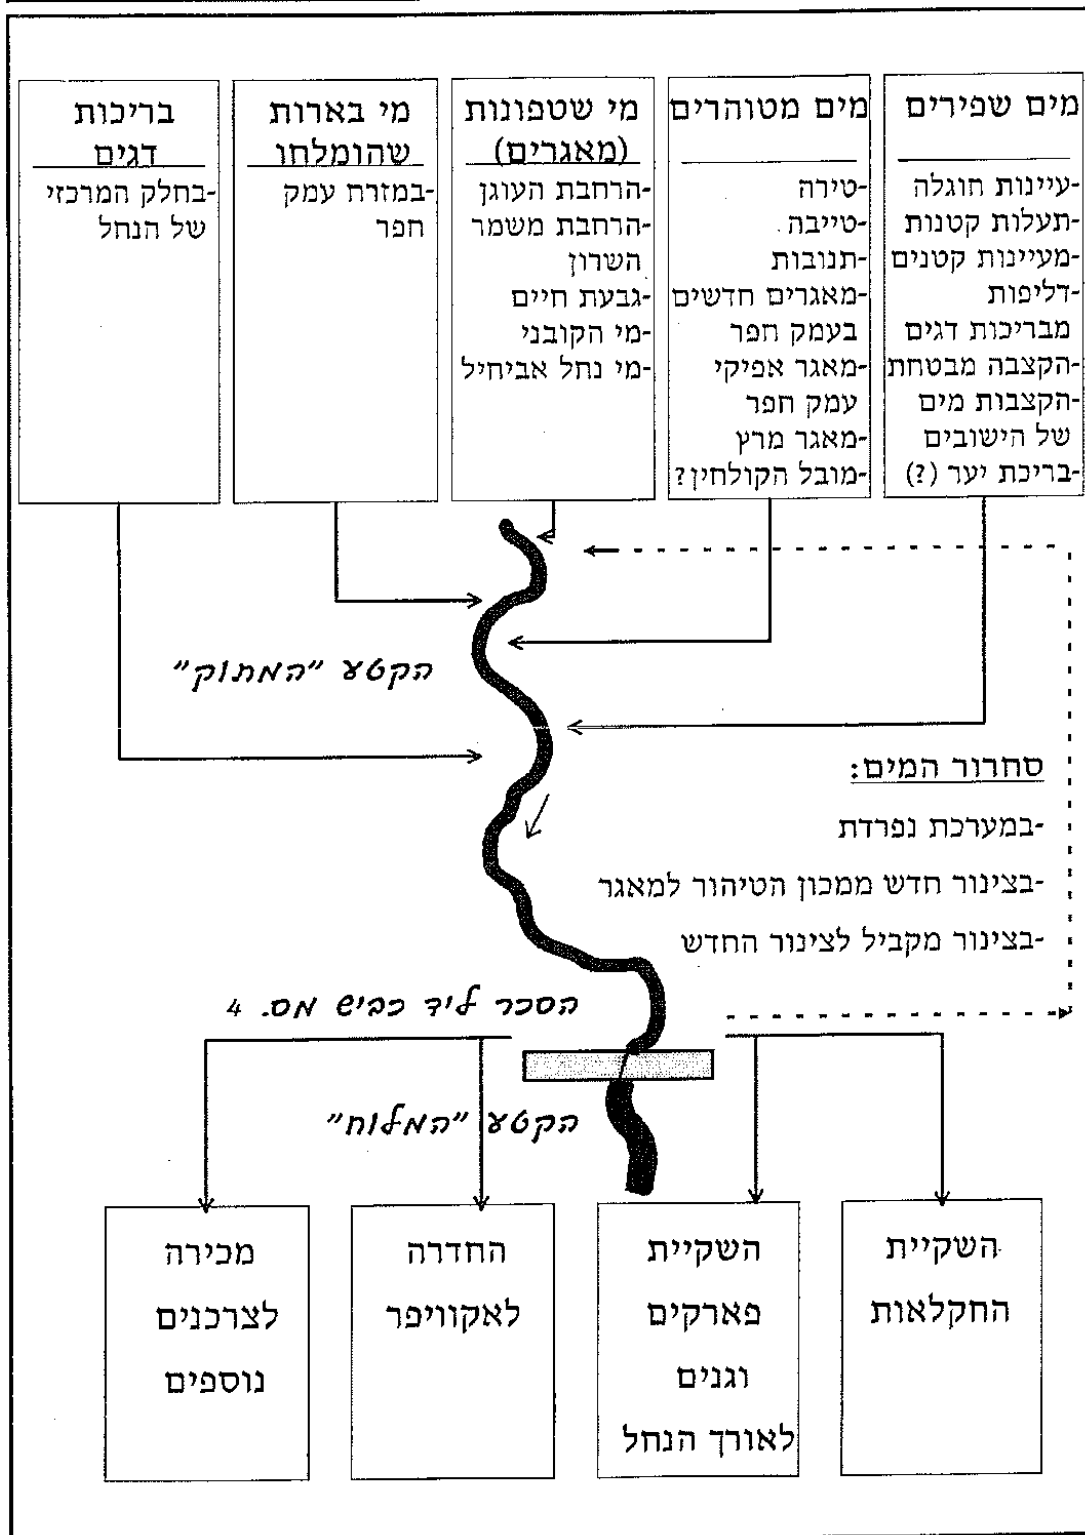 מים שפירים
-עיינות חוגלה
-תעלות קטנות
-מעיינות קטנים
-דליפות
מבריכות דגים
-הקצבה מבטחת
-הקצבות מים
של הישובים
-בריכת יער (?)
מים מטוהרים
-טירה
-טייבה
-תנובות
-מאגרים חדשים
בעמק חפר
-מאגר אפיקי
עמק חפר
-מאגר מרץ
-מובל הקולחין?
מי שטפונות
(מאגרים)
-הרחבת העוגן
-הרחבת משמר
השרון
-גבעת חיים
-מי הקובני
-מי נחל אביחיל
מי בארות
שהומלחו
-במזרח עמק
חפר
בריכות
דגים
-בחלק המרכזי
של הנחל
הקטע "המתוק"
סחרור המים:
-במערכת נפרדת
-בצינור חדש ממכון הטיהור למאגר
-בצינור מקביל לצינור החדש
הסכר ליד כביש מס. 4
הקטע "המלוח"
השקיית
החקלאות
השקיית
פארקים
וגנים
לאורך הנחל
החדרה
לאקוויפר
מכירה
לצרכנים
נוספים